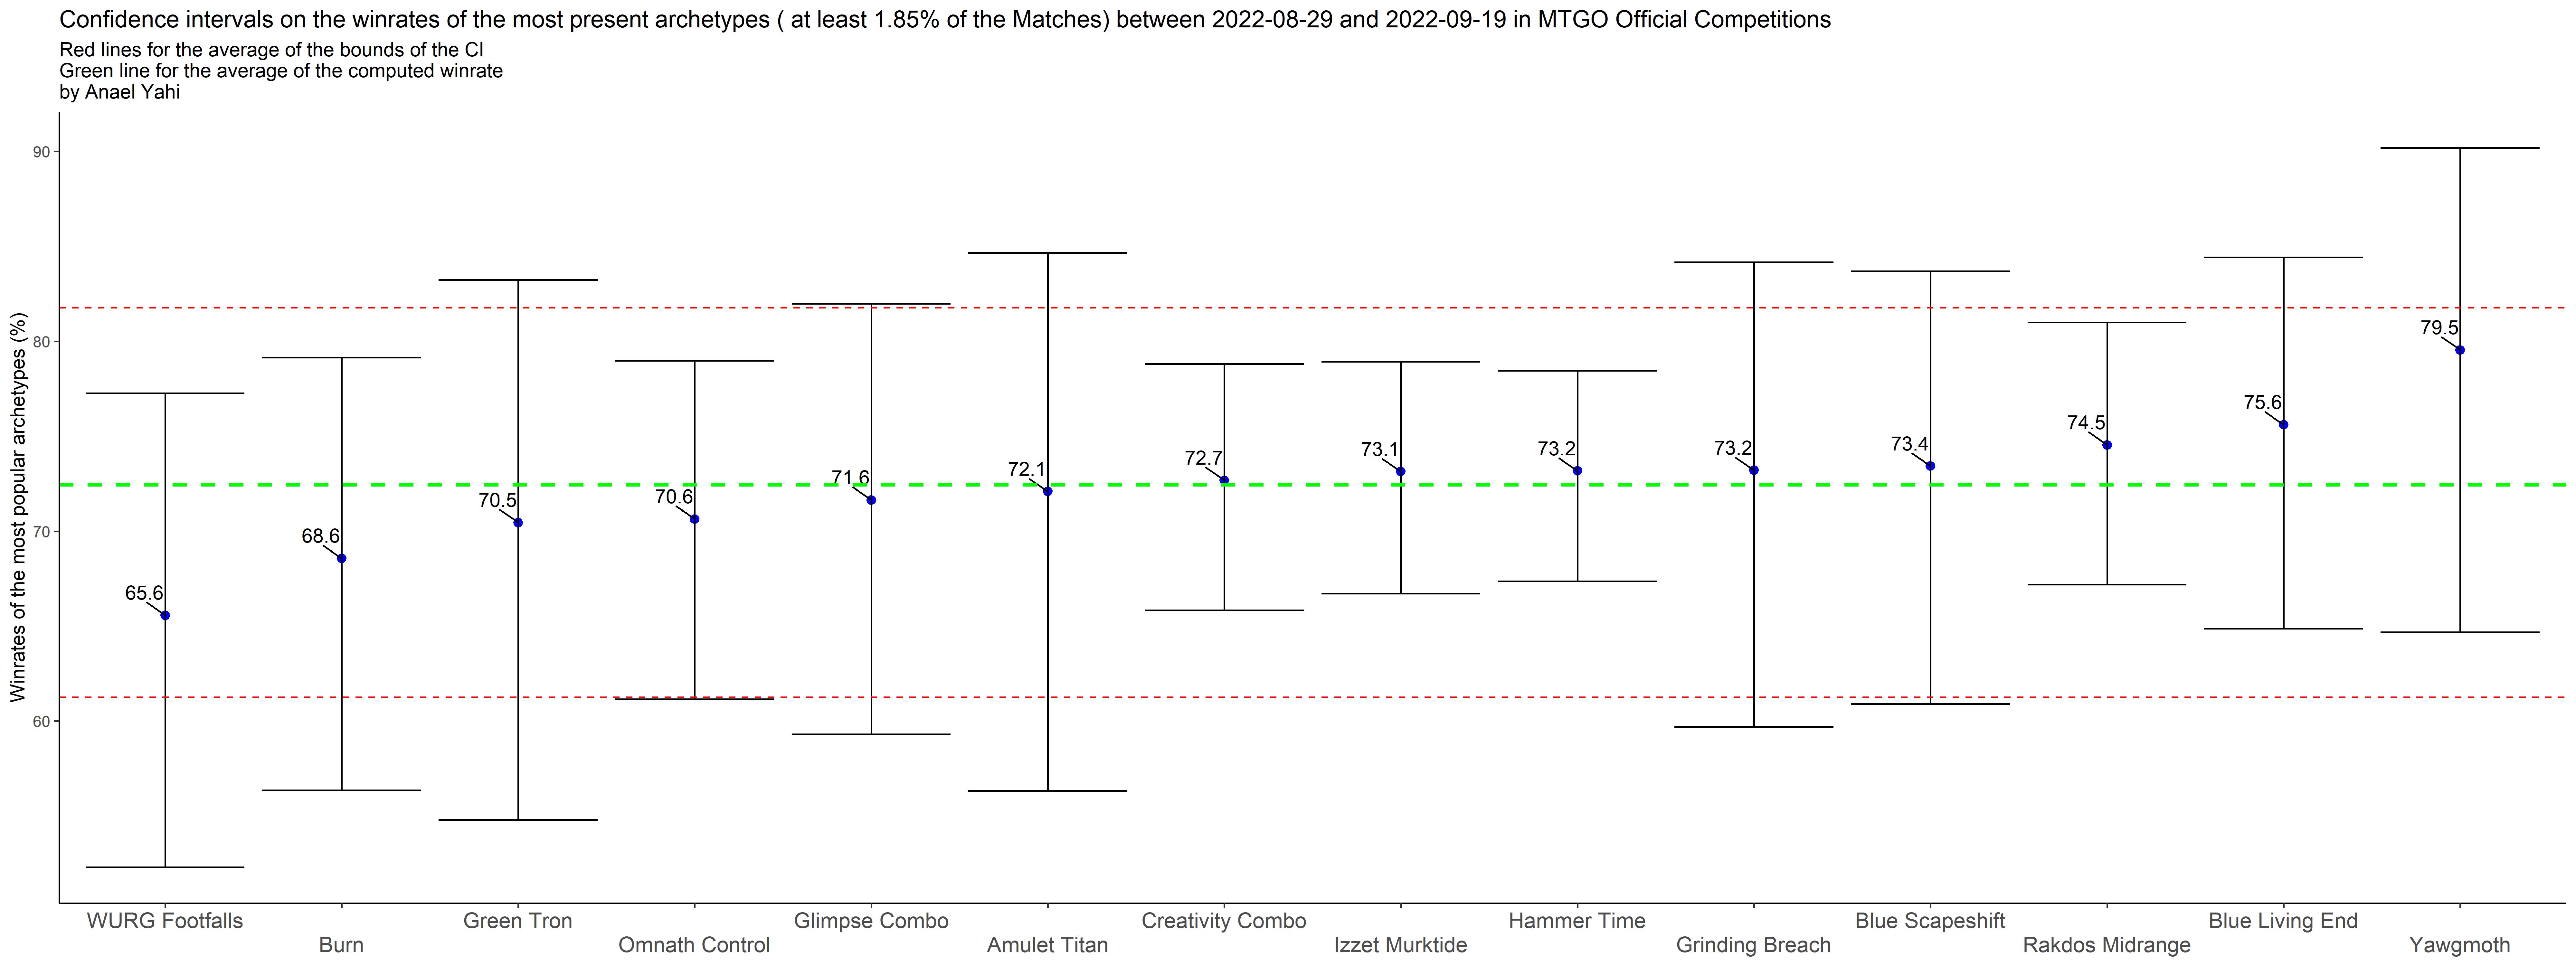 Confidence intervals on the winrates of the most present archetypes ( at least 1.85% of the Matches) between 2022-08-29 and 2022-09-19 in MTGO Official Competitions
Red lines for the average of the bounds of the CI
Green line for the average of the computed winrate
by Anael Yahi
Winrates of the most popular archetypes (%)
90
80
70
60
65.6
68.6
70.5
70.6
71.6
72.1
72.7
73.1
73.2
73.2
73.4
74.5
75.6
79.5
WURG Footfalls
Burn
Green Tron
Omnath Control
Glimpse Combo
Amulet Titan
Creativity Combo
Izzet Murktide
Hammer Time
Grinding Breach
Blue Scapeshift
Rakdos Midrange
Blue Living End
Yawgmoth